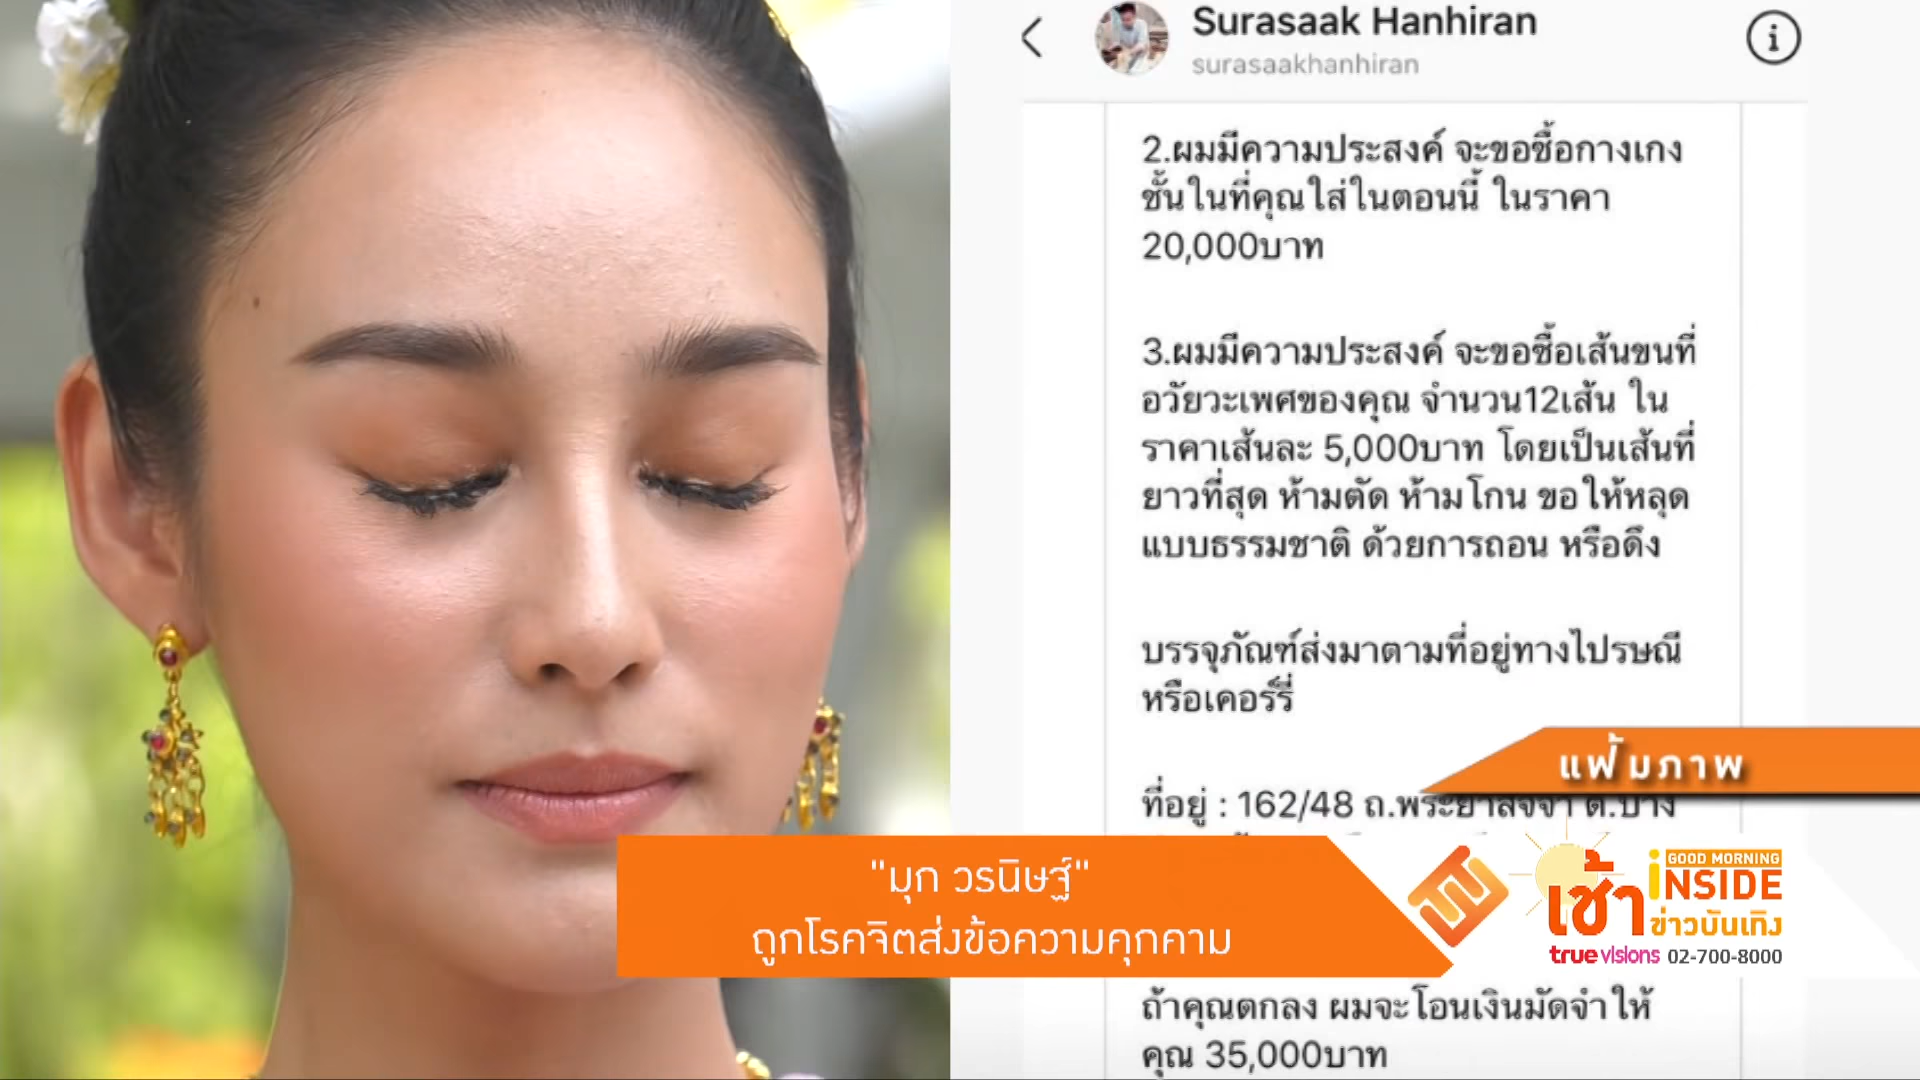 Surasaak Hanhiran
surasaakhanhiran
2.ผมมีความประสงค์ จะขอซื้อกางเกง
ชั้นในที่คุณใส่ในตอนนี้ ในราคา
20,000บาท
3.ผมมีความประสงค์ จะขอซื้อเส้นขนที่
อวัยวะเพศของคุณ จำนวน12เส้น ใน
ราคาเส้นละ 5,000บาท โดยเป็นเส้นที่
ยาวที่สุด ห้ามตัด ห้ามโกน ขอให้หลุด
แบบธรรมชาติ ด้วยการถอน หรือดึง
บรรจุภัณฑ์ส่งมาตามที่อยู่ทางไปรษณี
หรือเคอร์รี่
แฟ้มภาพ
ที่อยู่ : 162/48 ถ.พระยาสัจจา ต.บาง
"มุก วรนิษฐ์"
ถูกโรคจิตส่งข้อความคุกคาม
เช้า
GOOD MORNING
iNSIDE
ข่าวบันเทิง
truevisions 02-700-8000
ถ้าคุณตกลง ผมจะโอนเงินมัดจำให้
คุณ 35,000บาท